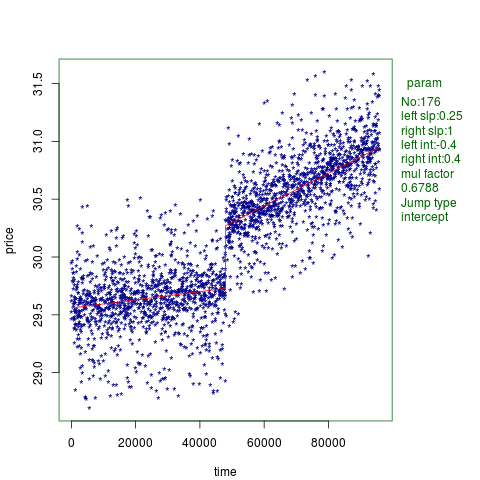 param
No:176
left slp:0.25
right slp:1
left int:-0.4
right int:0.4
mul factor
0.6788
Jump type
intercept
price
31.5
31.0
30.5
30.0
29.5
29.0
0 20000 40000 60000 80000
time